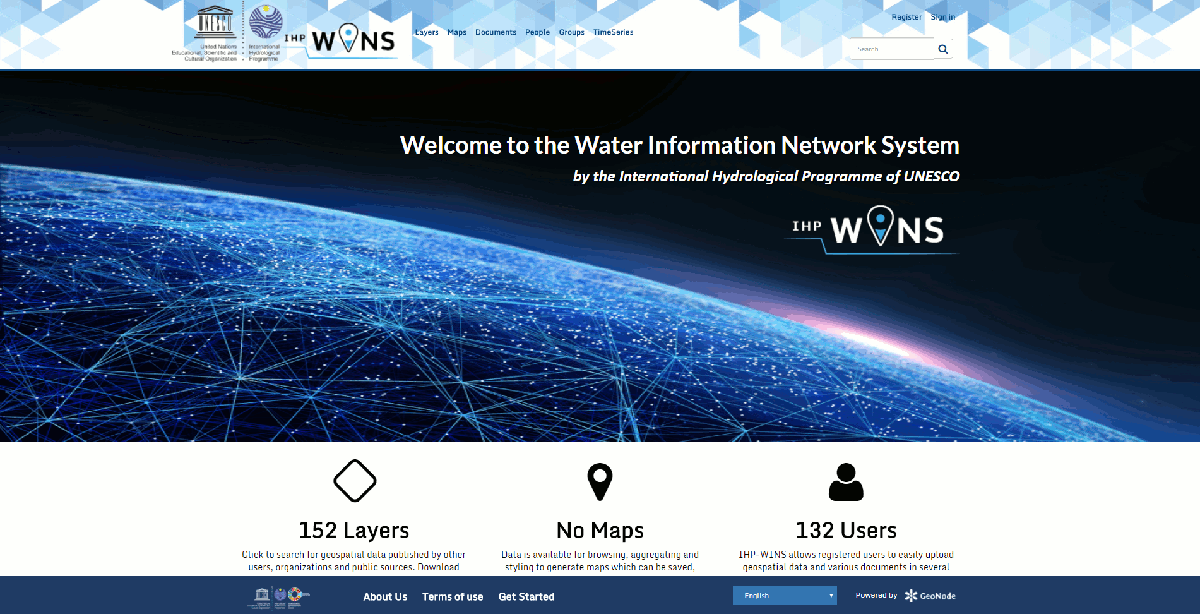 UNESCO
United Nations
Educational, Scientific and
Cultural Organization
International
Hydrological
Programme
IHP WINS
Layers Maps Documents People Groups TimeSeries
Register Sign in
Search
Welcome to the Water Information Network System
by the International Hydrological Programme of UNESCO
IHP WINS
152 Layers
Click to search for geospatial data published by other
users, organizations and public sources. Download
No Maps
Data is available for browsing, aggregating and
styling to generate maps which can be saved,
132 Users
IHP-WINS allows registered users to easily upload
geospatial data and various documents in several
About Us Terms of use Get Started
English
Powered by GeoNode